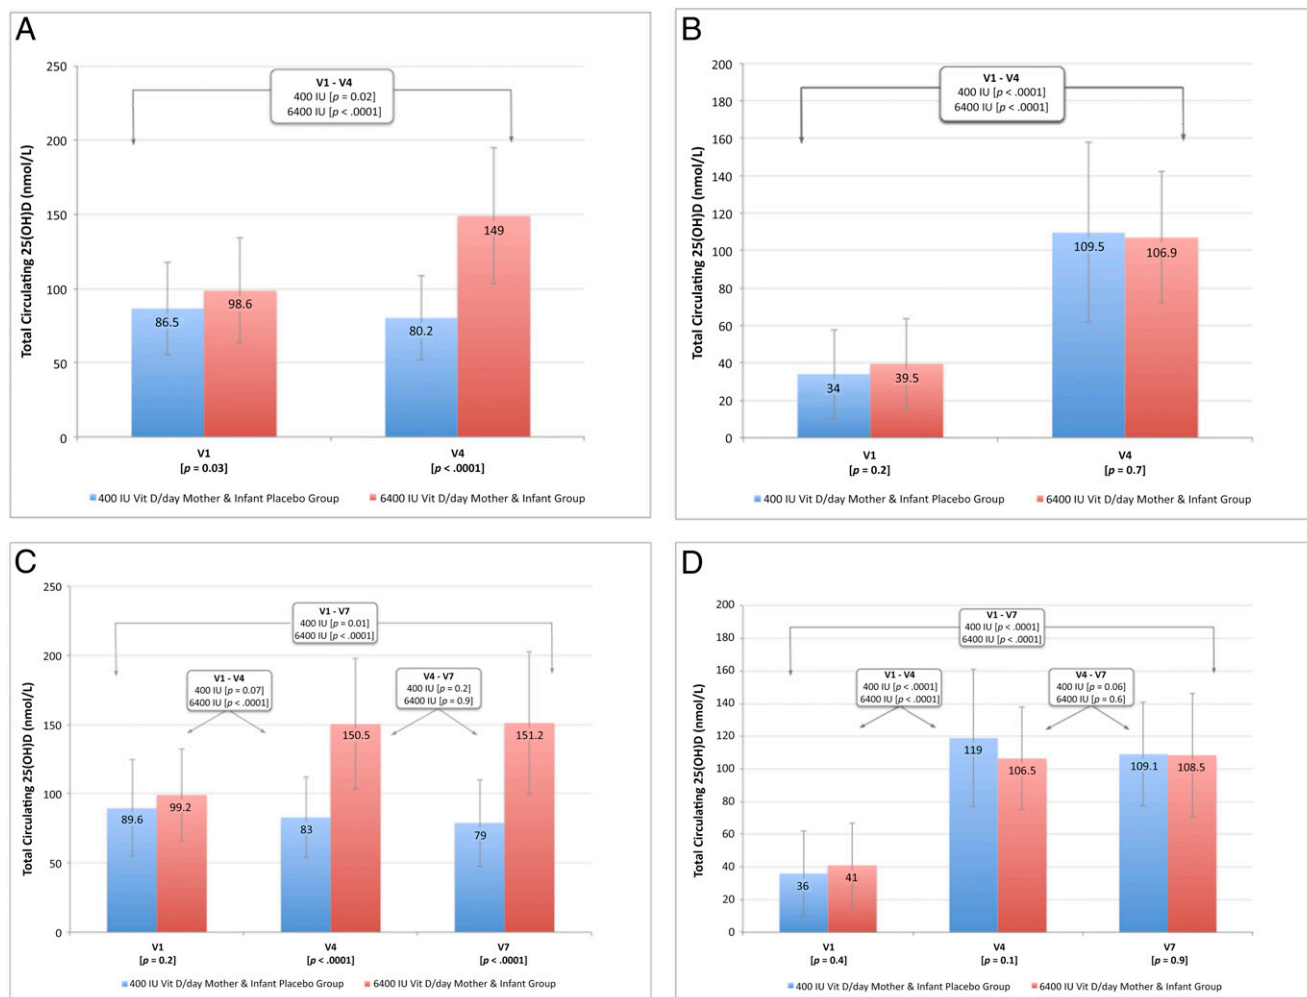 A
Total Circulating 25(OH)D (nmol/L)
250
200
150
100
50
0
V1 - V4
400 IU [p = 0.02]
6400 IU [p < .0001]
86.5
98.6
80.2
149
V1
[p = 0.03]
V4
[p < .0001]
400 IU Vit D/day Mother & Infant Placebo Group
6400 IU Vit D/day Mother & Infant Group
B
Total Circulating 25(OH)D (nmol/L)
200
180
160
140
120
100
80
60
40
20
0
V1 - V4
400 IU [p < .0001]
6400 IU [p < .0001]
34
39.5
109.5
106.9
V1
[p = 0.2]
V4
[p = 0.7]
400 IU Vit D/day Mother & Infant Placebo Group
6400 IU Vit D/day Mother & Infant Group
C
Total Circulating 25(OH)D (nmol/L)
250
200
150
100
50
0
V1 - V7
400 IU [p = 0.01]
6400 IU [p < .0001]
V1 - V4
400 IU [p = 0.07]
6400 IU [p < .0001]
V4 - V7
400 IU [p = 0.2]
6400 IU [p = 0.9]
89.6
99.2
83
150.5
79
151.2
V1
[p = 0.2]
V4
[p < .0001]
V7
[p < .0001]
400 IU Vit D/day Mother & Infant Placebo Group
6400 IU Vit D/day Mother & Infant Group
D
Total Circulating 25(OH)D (nmol/L)
200
180
160
140
120
100
80
60
40
20
0
V1 - V7
400 IU [p < .0001]
6400 IU [p < .0001]
V1 - V4
400 IU [p < .0001]
6400 IU [p < .0001]
V4 - V7
400 IU [p = 0.06]
6400 IU [p = 0.6]
36
41
119
106.5
109.1
108.5
V1
[p = 0.4]
V4
[p = 0.1]
V7
[p = 0.9]
400 IU Vit D/day Mother & Infant Placebo Group
6400 IU Vit D/day Mother & Infant Group